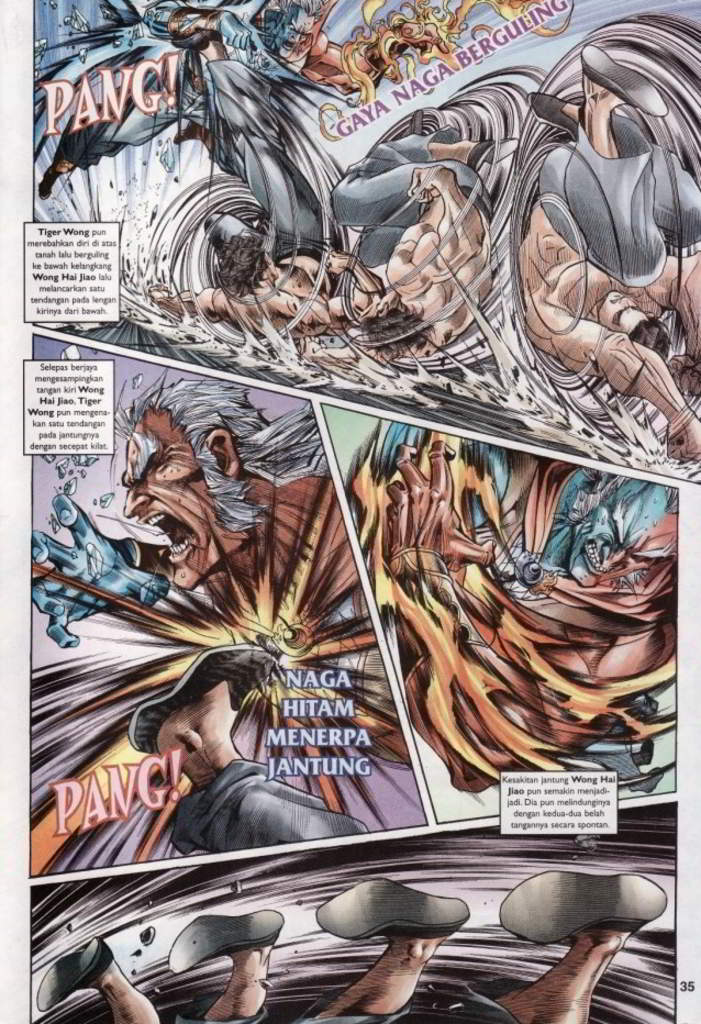 PANG!
GAYA NAGA BERGULING
Tiger Wong pun
merebahkan diri di atas
tanah lalu berguling
ke bawah kelangkang
Wong Hai Jiao lalu
melancarkan satu
tendangan pada lengan
kirinya dari bawah.
Selepas berjaya
mengesampingkan
tangan kiri Wong
Hai Jiao, Tiger
Wong pun mengena-
kan satu tendangan
pada jantungnya
dengan secepat kilat.
NAGA
HITAM
MENERPA
JANTUNG
PANG!
Kesakitan jantung Wong Hai
Jiao pun semakin menjadi-
jadi. Dia pun melindunginya
dengan kedua-dua belah
tangannya secara spontan.
35